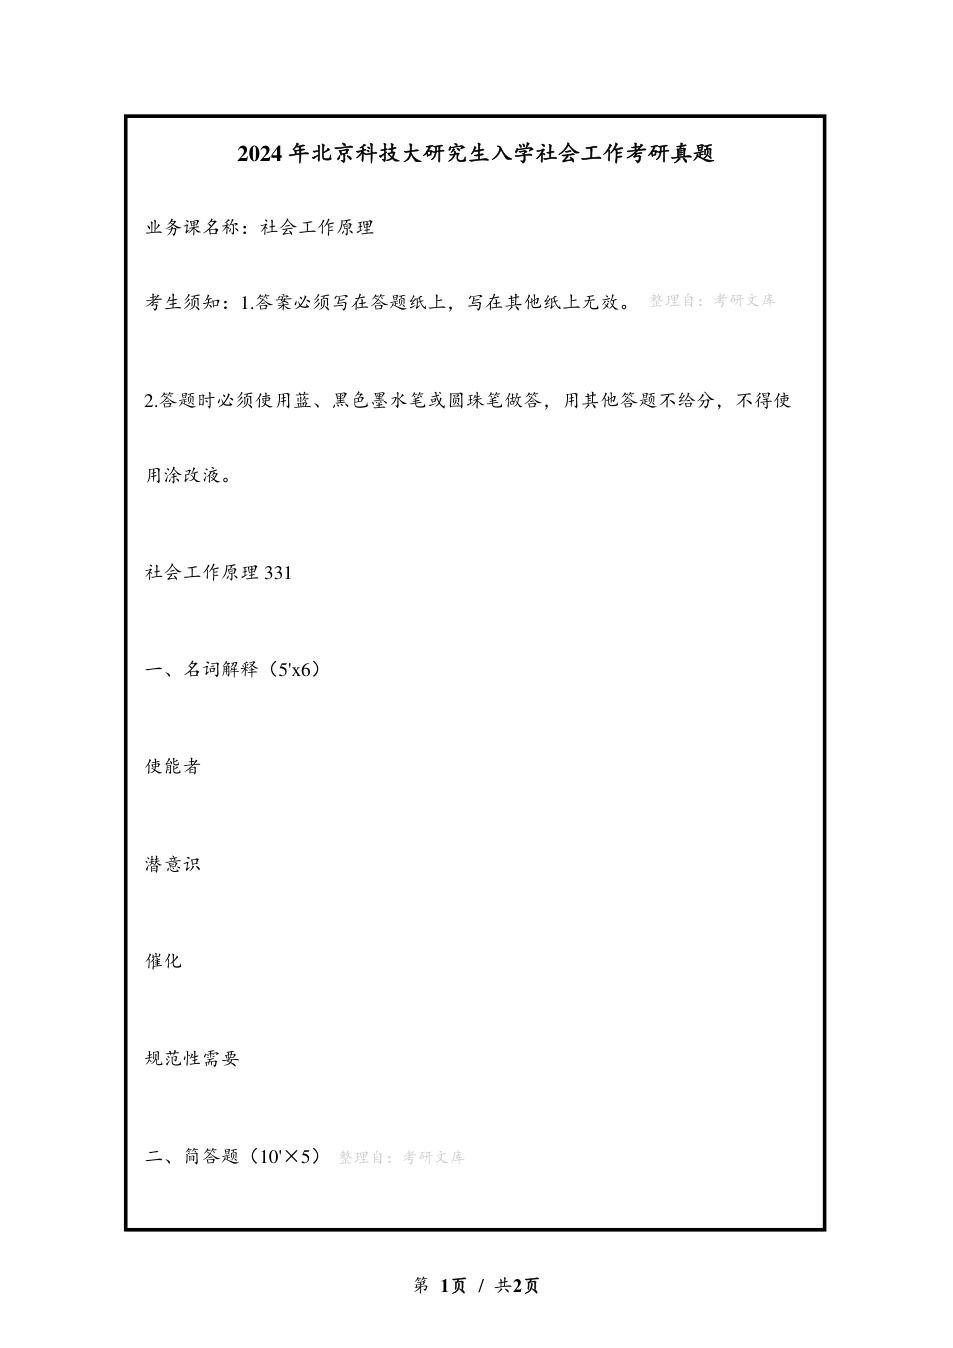 2024 年北京科技大研究生入学社会工作考研真题
业务课名称：社会工作原理
考生须知：1.答案必须写在答题纸上，写在其他纸上无效。 整理自：考研文库
2.答题时必须使用蓝、黑色墨水笔或圆珠笔做答，用其他答题不给分，不得使
用涂改液。
社会工作原理 331
一、名词解释（5'x6）
使能者
潜意识
催化
规范性需要
二、简答题（10'×5） 整理自：考研文库
第 1页 / 共2页